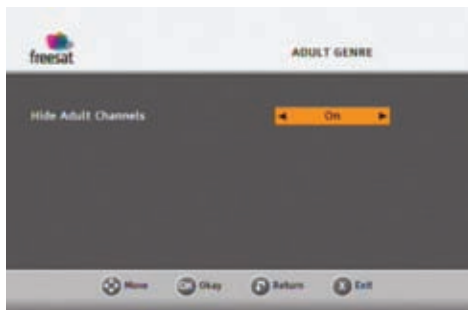 freesat
ADULT GENRE
Hide Adult Channels
On
Move Okay Return Exit